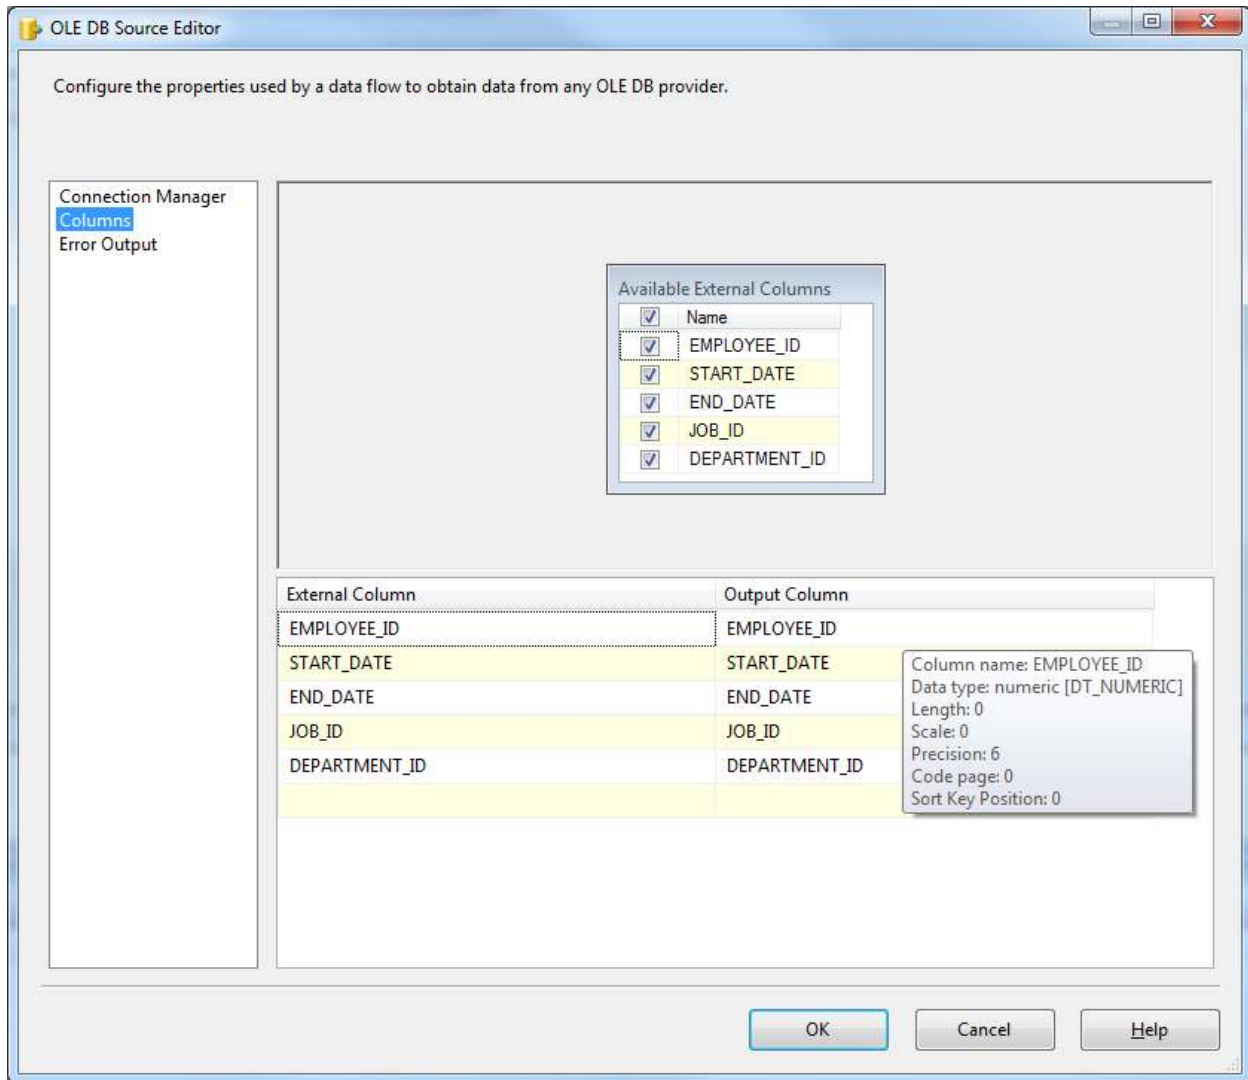 OLE DB Source Editor
Configure the properties used by a data flow to obtain data from any OLE DB provider.
Connection Manager
Columns
Error Output
Available External Columns
Name
EMPLOYEE_ID
START_DATE
END_DATE
JOB_ID
DEPARTMENT_ID
External Column Output Column
EMPLOYEE_ID EMPLOYEE_ID
START_DATE START_DATE
END_DATE END_DATE
JOB_ID JOB_ID
DEPARTMENT_ID DEPARTMENT_ID
Column name: EMPLOYEE_ID
Data type: numeric [DT_NUMERIC]
Length: 0
Scale: 0
Precision: 6
Code page: 0
Sort Key Position: 0
OK Cancel Help